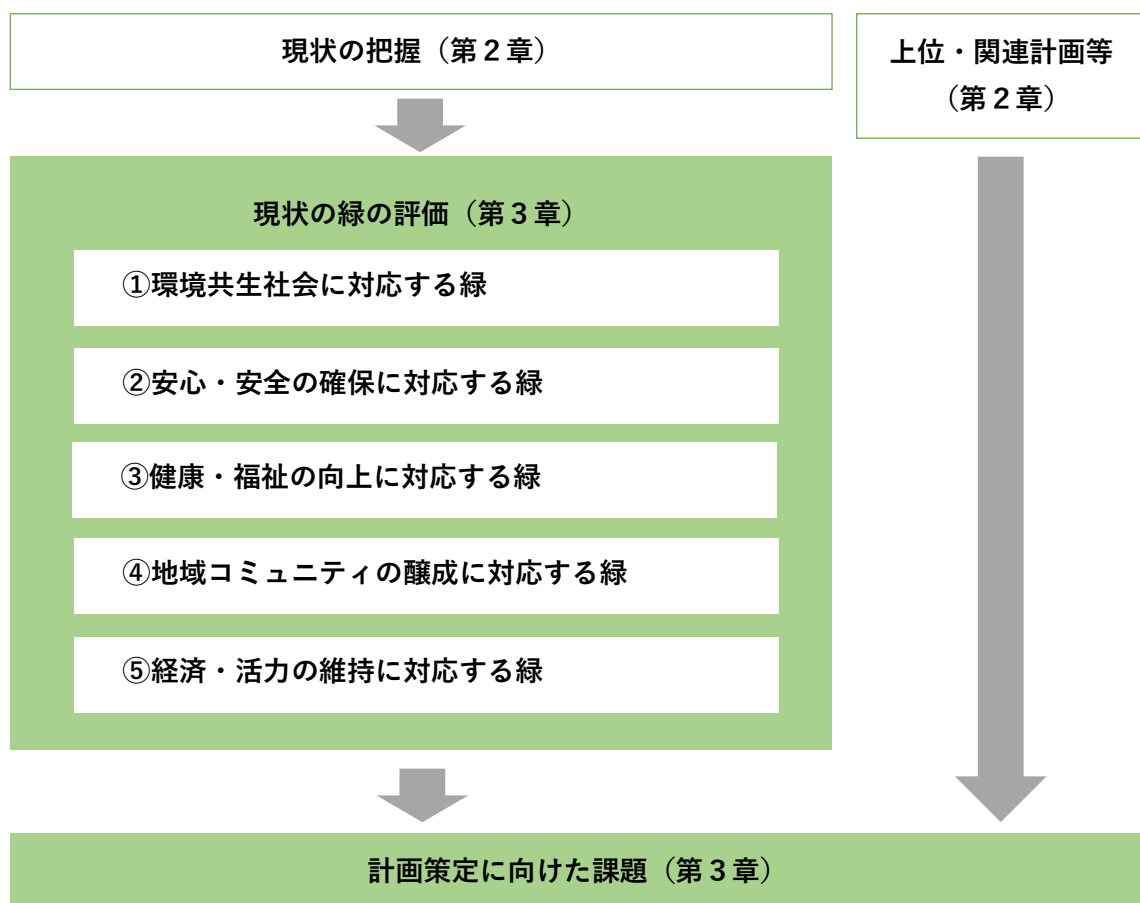 現状の把握（第２章）
上位・関連計画等
（第２章）
現状の緑の評価（第３章）
①環境共生社会に対応する緑
②安心・安全の確保に対応する緑
③健康・福祉の向上に対応する緑
④地域コミュニティの醸成に対応する緑
⑤経済・活力の維持に対応する緑
計画策定に向けた課題（第３章）